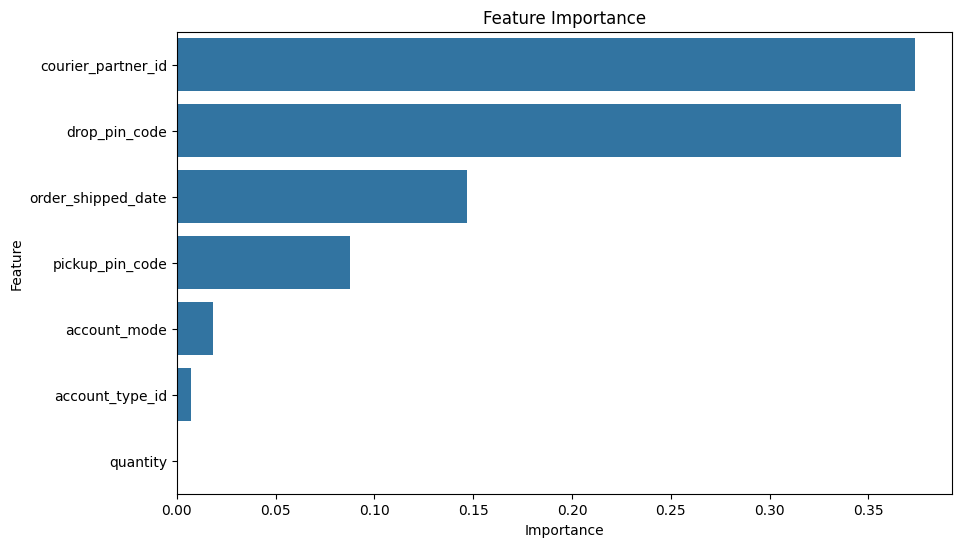 Feature Importance
courier_partner_id
drop_pin_code
order_shipped_date
pickup_pin_code
account_mode
account_type_id
quantity
Feature
0.00 0.05 0.10 0.15 0.20 0.25 0.30 0.35
Importance